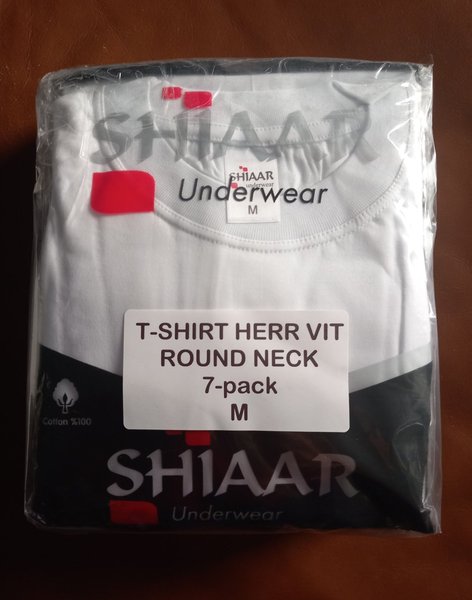 SHIAAR
Underwear
SHIAAR
underwear
M
T-SHIRT HERR VIT
ROUND NECK
7-pack
M
Cotton %100
SHIAAR
Underwear